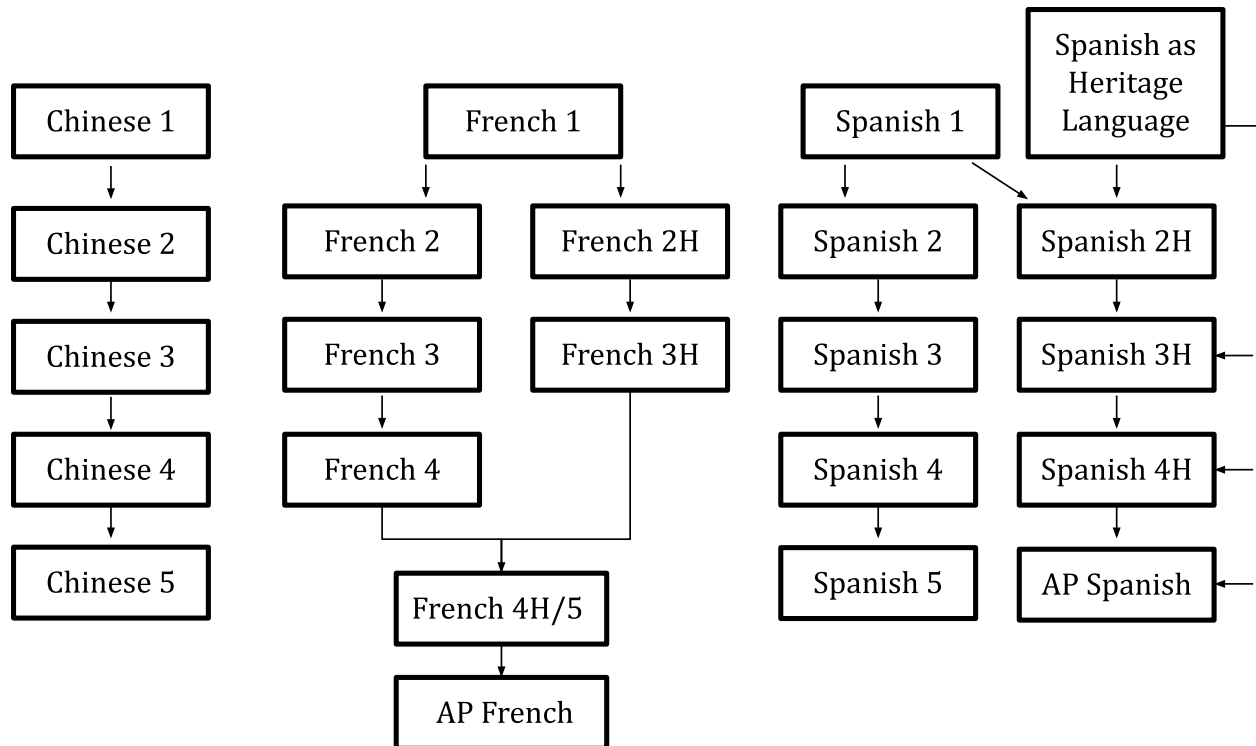 Spanish as
Heritage
Language
Chinese 1
French 1
Spanish 1
Chinese 2
French 2
French 2H
Spanish 2
Spanish 2H
Chinese 3
French 3
French 3H
Spanish 3
Spanish 3H
Chinese 4
French 4
Spanish 4
Spanish 4H
Chinese 5
French 4H/5
Spanish 5
AP Spanish
AP French